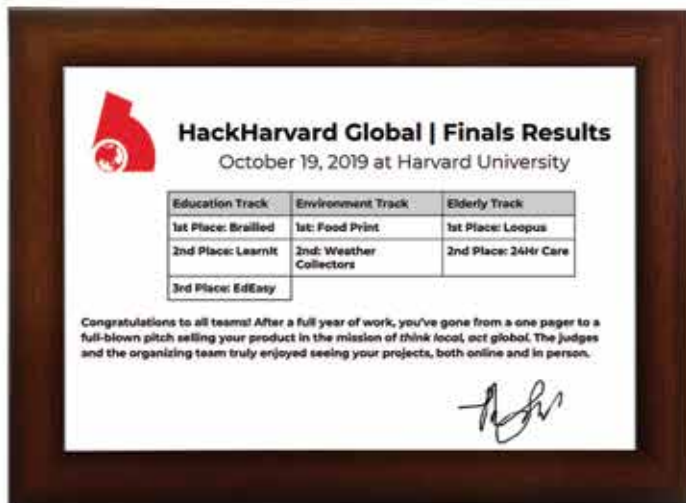 HackHarvard Global | Finals Results
October 19, 2019 at Harvard University
Education Track Environment Track Elderly Track
1st Place: Brailled 1st: Food Print 1st Place: Loopus
2nd Place: LearnIt 2nd: Weather Collectors 2nd Place: 24Hr Care
3rd Place: EdEasy
Congratulations to all teams! After a full year of work, you've gone from a one pager to a
full-blown pitch selling your product in the mission of think local, act global. The judges
and the organizing team truly enjoyed seeing your projects, both online and in person.